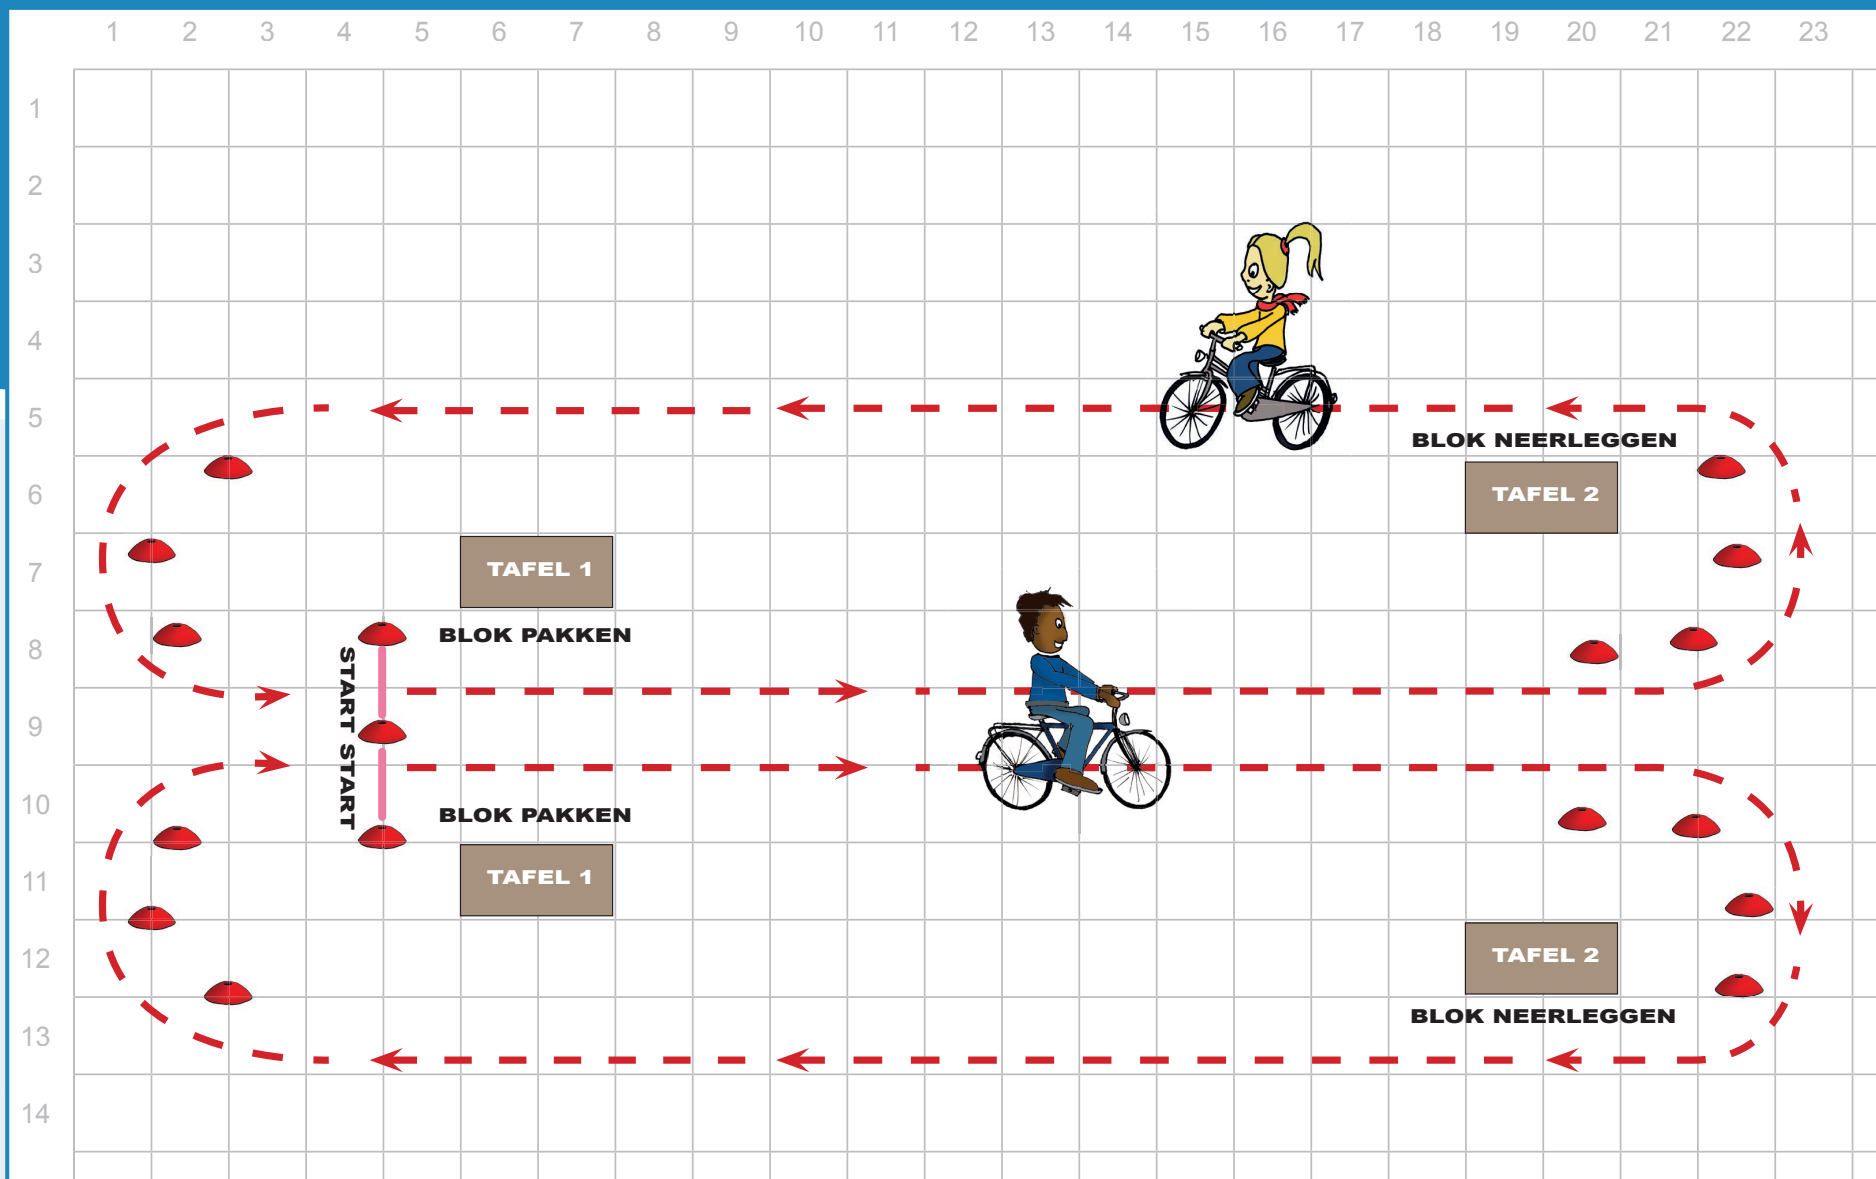 1 2 3 4 5 6 7 8 9 10 11 12 13 14 15 16 17 18 19 20 21 22 23
1
2
3
4
5
BLOK NEERLEGGEN
6
TAFEL 2
7
TAFEL 1
8
BLOK PAKKEN
START
9
START
10
BLOK PAKKEN
11
TAFEL 1
12
TAFEL 2
BLOK NEERLEGGEN
13
14